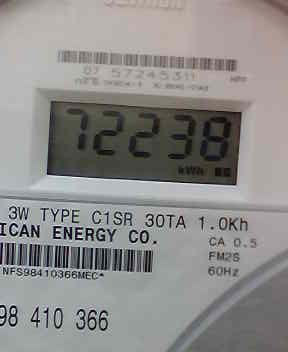 07 57245311
72238
kWh
3W TYPE C1SR 30TA 1.0Kh
ICAN ENERGY CO.
CA 0.5
FM2S
60Hz
NFS98410366MEC*
98 410 366